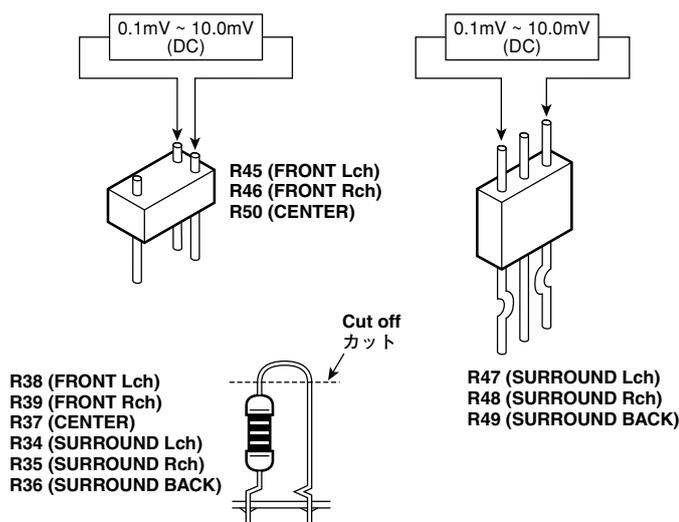 0.1mV ~ 10.0mV
(DC)
0.1mV ~ 10.0mV
(DC)
R45 (FRONT Lch)
R46 (FRONT Rch)
R50 (CENTER)
Cut off
カット
R38 (FRONT Lch)
R39 (FRONT Rch)
R37 (CENTER)
R34 (SURROUND Lch)
R35 (SURROUND Rch)
R36 (SURROUND BACK)
R47 (SURROUND Lch)
R48 (SURROUND Rch)
R49 (SURROUND BACK)